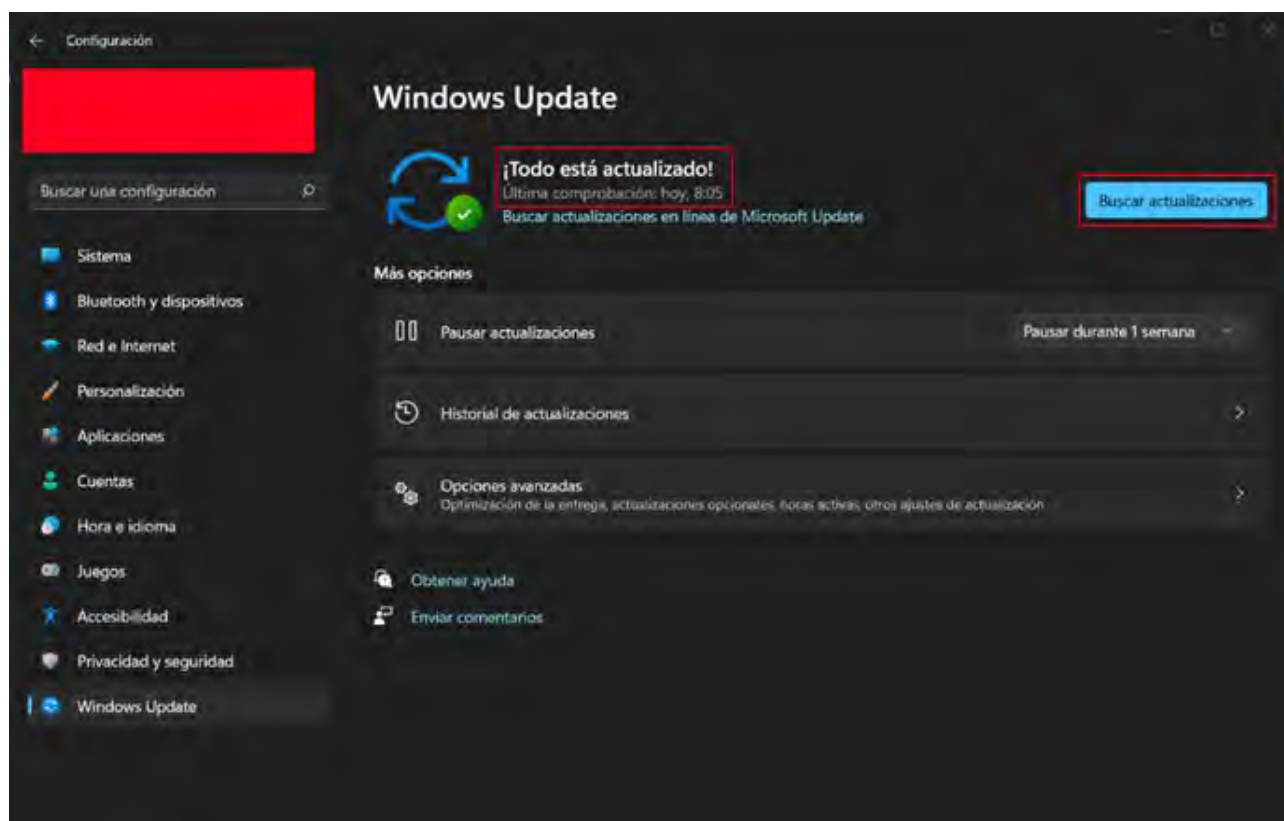 Configuración
Buscar una configuración
Sistema
Bluetooth y dispositivos
Red e Internet
Personalización
Aplicaciones
Cuentas
Hora e idioma
Juegos
Accesibilidad
Privacidad y seguridad
Windows Update
Windows Update
¡Todo está actualizado!
Última comprobación: hoy, 8:05
Buscar actualizaciones en línea de Microsoft Update
Buscar actualizaciones
Más opciones
Pausar actualizaciones
Pausar durante 1 semana
Historial de actualizaciones
Opciones avanzadas
Optimización de la entrega, actualizaciones opcionales, horas activas, otros ajustes de actualización
Obtener ayuda
Enviar comentarios